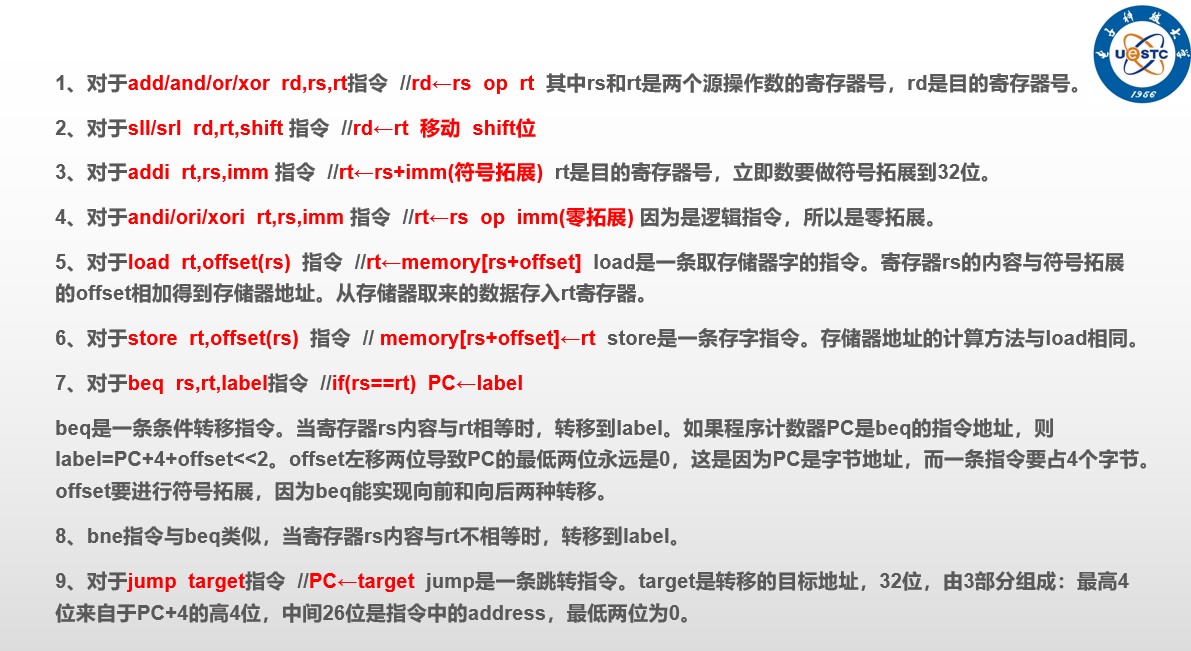 电子科技大学
UeSTC
1956
1、对于add/and/or/xor rd,rs,rt指令 //rd←rs op rt 其中rs和rt是两个源操作数的寄存器号，rd是目的寄存器号。
2、对于sll/srl rd,rt,shift 指令 //rd←rt 移动 shift位
3、对于addi rt,rs,imm 指令 //rt←rs+imm(符号拓展) rt是目的寄存器号，立即数要做符号拓展到32位。
4、对于andi/ori/xori rt,rs,imm 指令 //rt←rs op imm(零拓展) 因为是逻辑指令，所以是零拓展。
5、对于load rt,offset(rs) 指令 //rt←memory[rs+offset] load是一条取存储器字的指令。寄存器rs的内容与符号拓展
的offset相加得到存储器地址。从存储器取来的数据存入rt寄存器。
6、对于store rt,offset(rs) 指令 // memory[rs+offset]←rt store是一条存字指令。存储器地址的计算方法与load相同。
7、对于beq rs,rt,label指令 //if(rs==rt) PC←label
beq是一条条件转移指令。当寄存器rs内容与rt相等时，转移到label。如果程序计数器PC是beq的指令地址，则
label=PC+4+offset<<2。offset左移两位导致PC的最低两位永远是0，这是因为PC是字节地址，而一条指令要占4个字节。
offset要进行符号拓展，因为beq能实现向前和向后两种转移。
8、bne指令与beq类似，当寄存器rs内容与rt不相等时，转移到label。
9、对于jump target指令 //PC←target jump是一条跳转指令。target是转移的目标地址，32位，由3部分组成：最高4
位来自于PC+4的高4位，中间26位是指令中的address，最低两位为0。